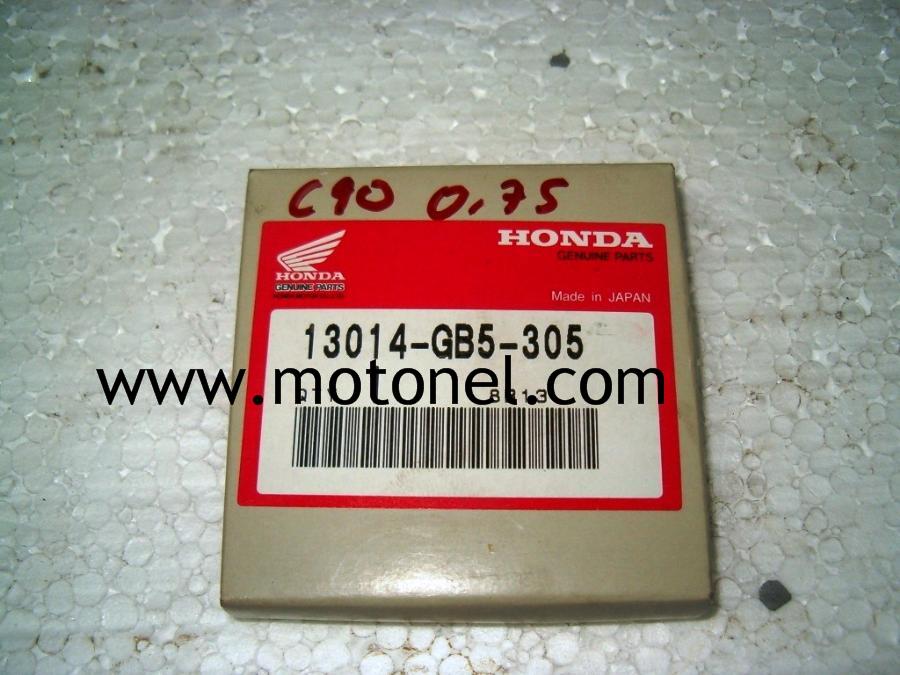 C90 0,75
HONDA
GENUINE PARTS
HONDA
GENUINE PARTS
Made in JAPAN
13014-GB5-305
www.motonel.com